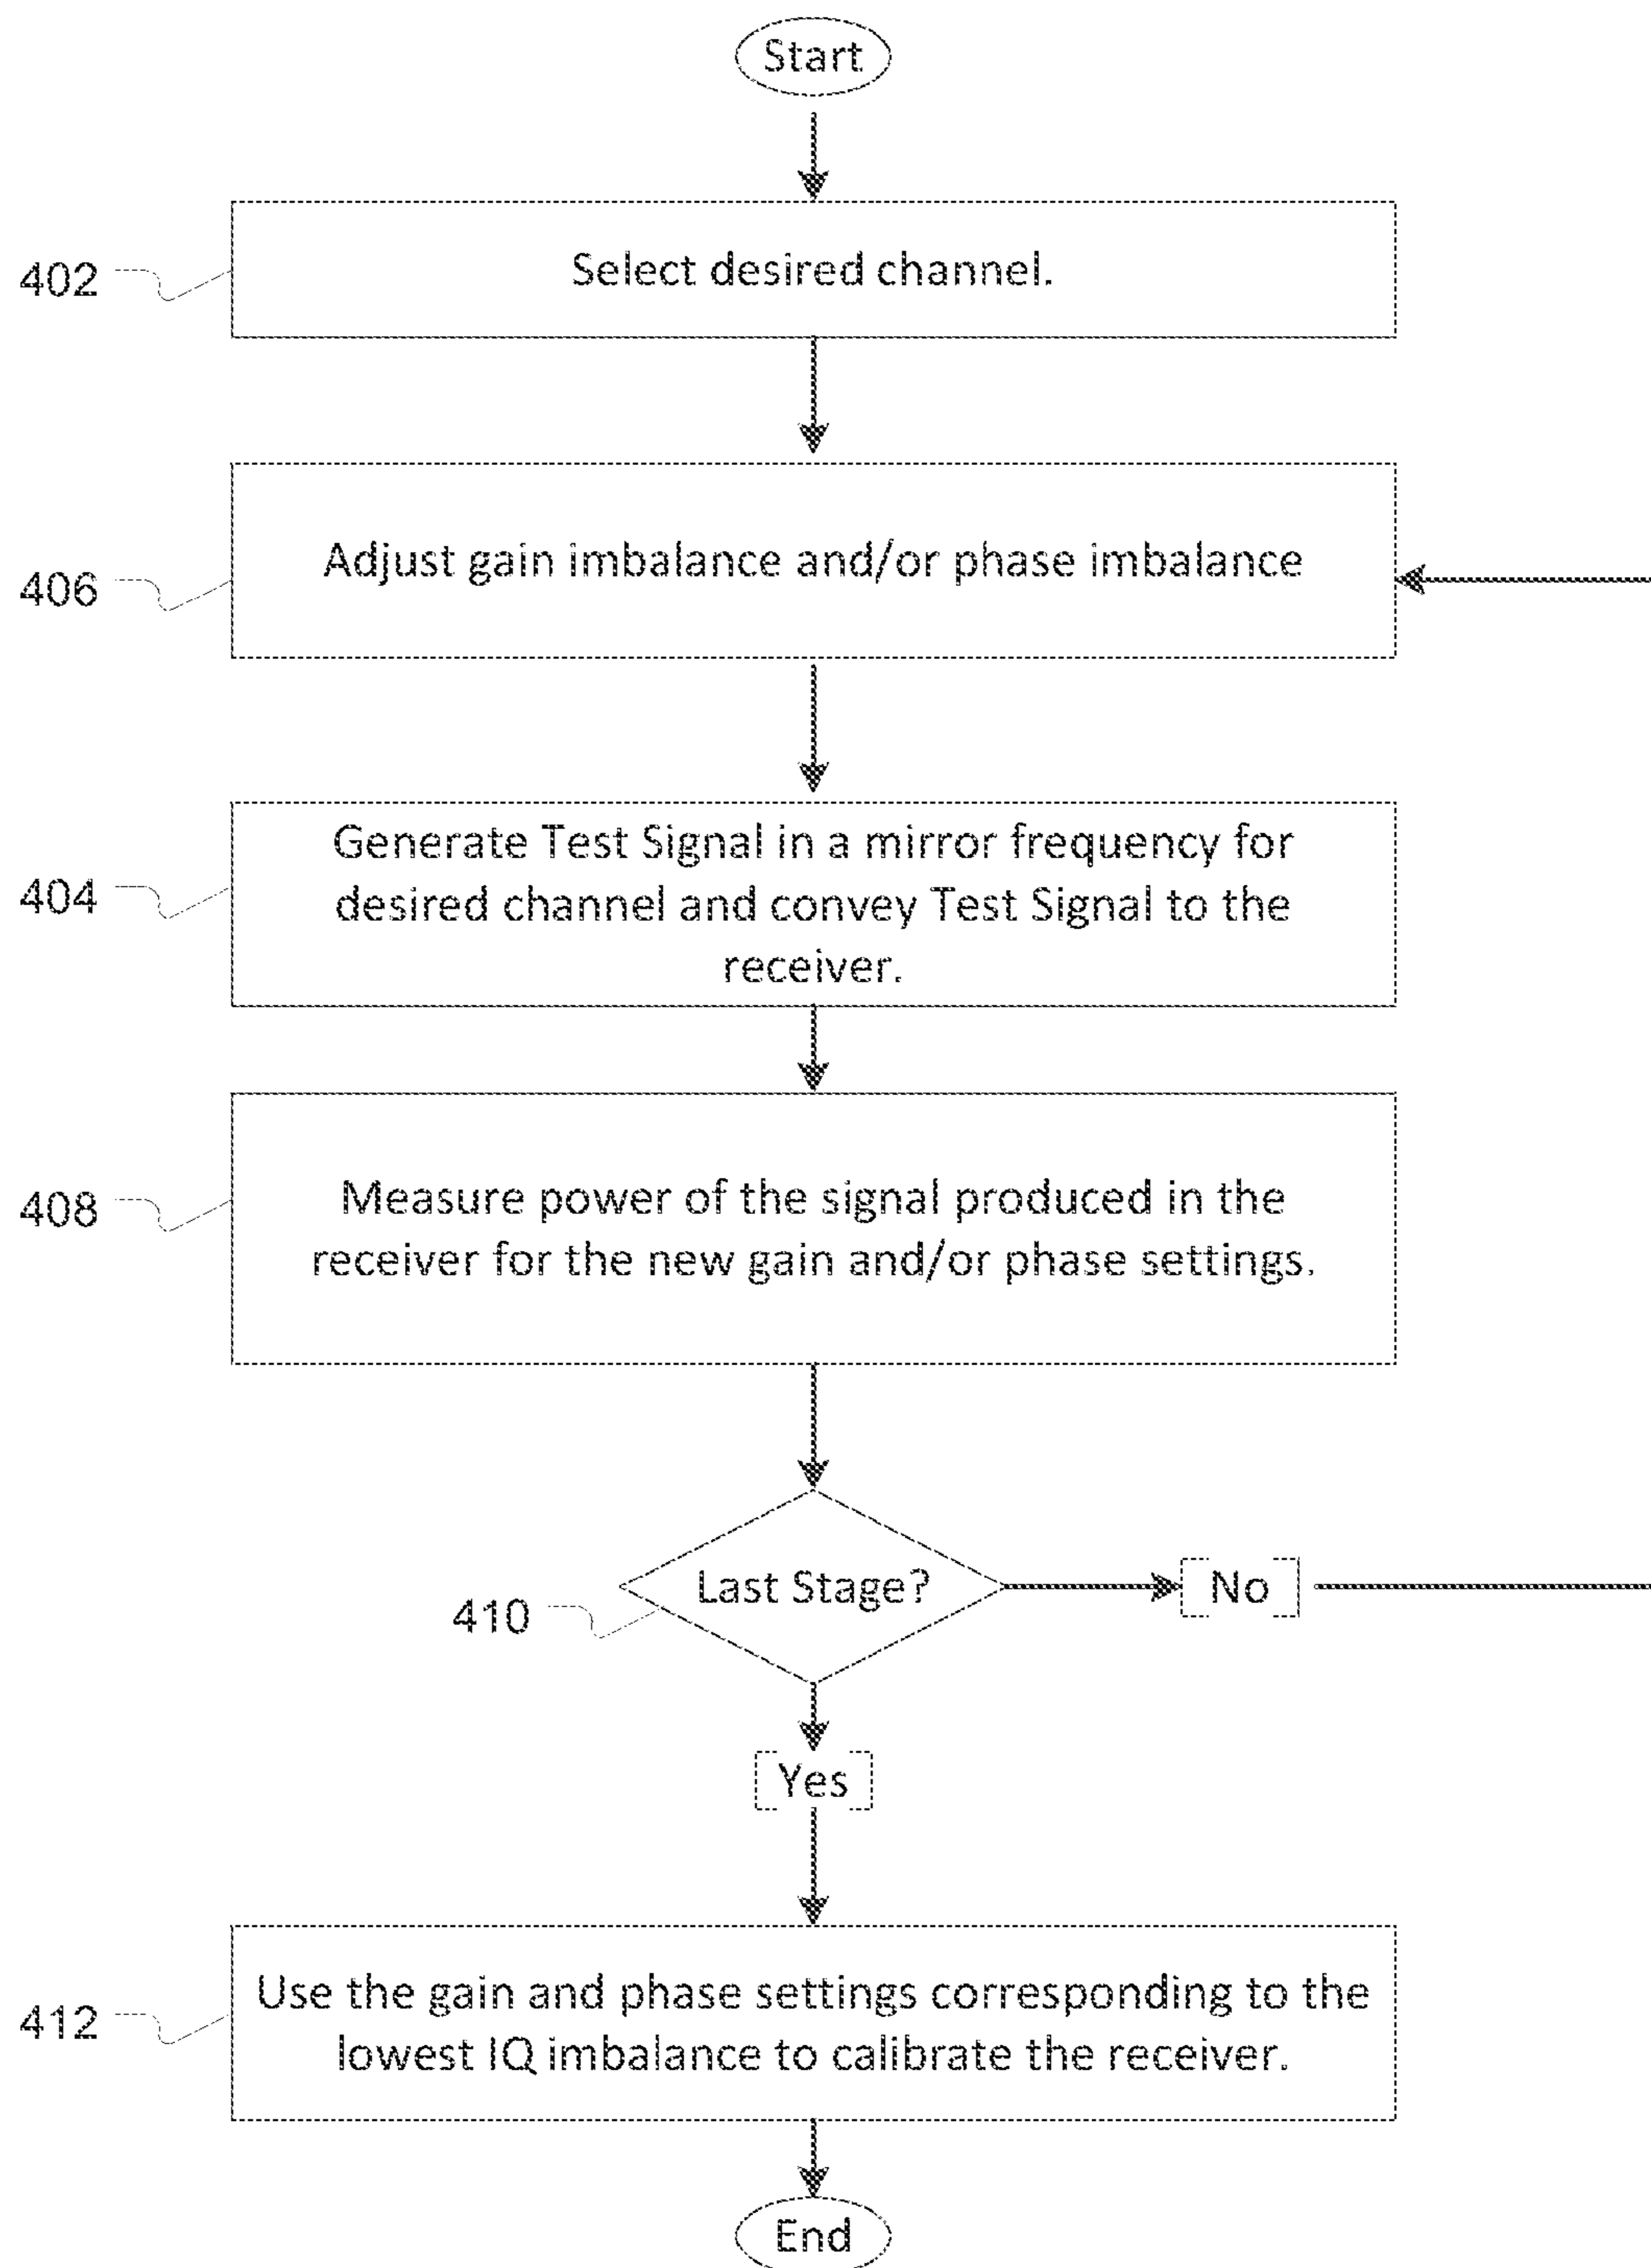 Start
402
Select desired channel.
406
Adjust gain imbalance and/or phase imbalance
404
Generate Test Signal in a mirror frequency for
desired channel and convey Test Signal to the
receiver.
408
Measure power of the signal produced in the
receiver for the new gain and/or phase settings.
410
Last Stage?
No
Yes
412
Use the gain and phase settings corresponding to the
lowest IQ imbalance to calibrate the receiver.
End